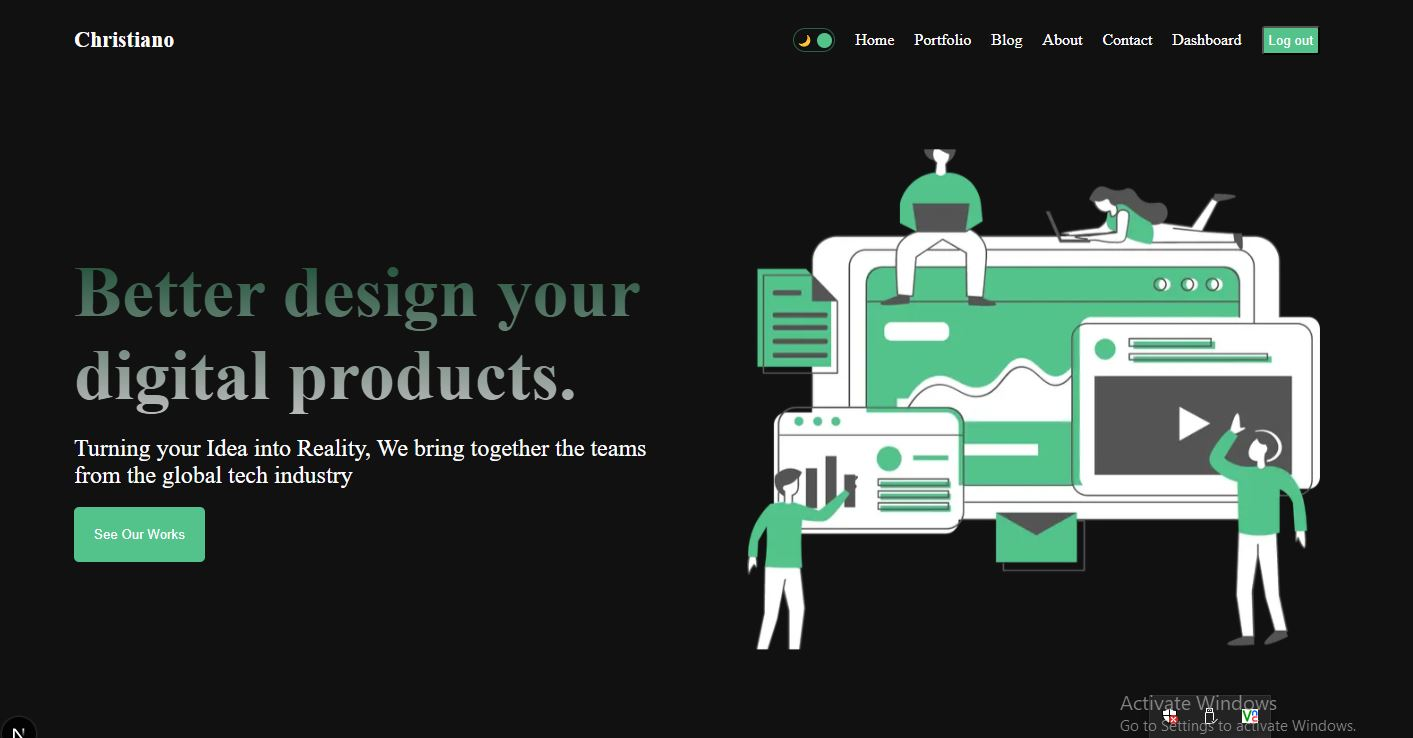 Christiano
Home Portfolio Blog About Contact Dashboard Log out
Better design your
digital products.
Turning your Idea into Reality, We bring together the teams
from the global tech industry
See Our Works
Activate Windows
Go to Settings to activate Windows.
N